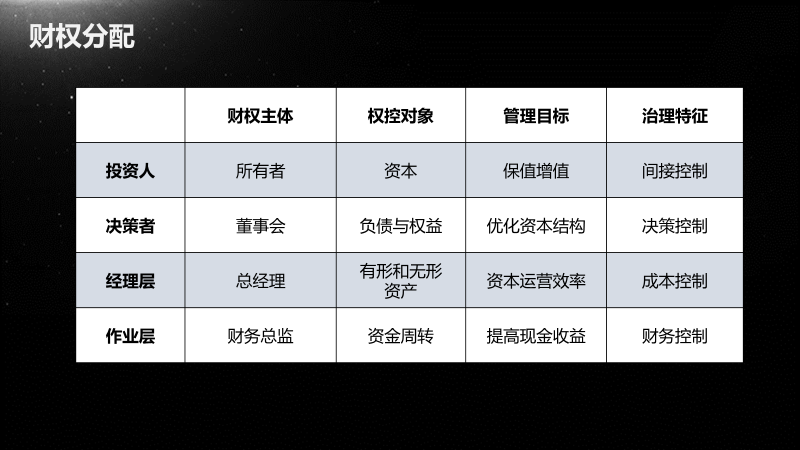 财权分配
财权主体 权控对象 管理目标 治理特征
投资人 所有者 资本 保值增值 间接控制
决策者 董事会 负债与权益 优化资本结构 决策控制
经理层 总经理 有形和无形
资产 资本运营效率 成本控制
作业层 财务总监 资金周转 提高现金收益 财务控制